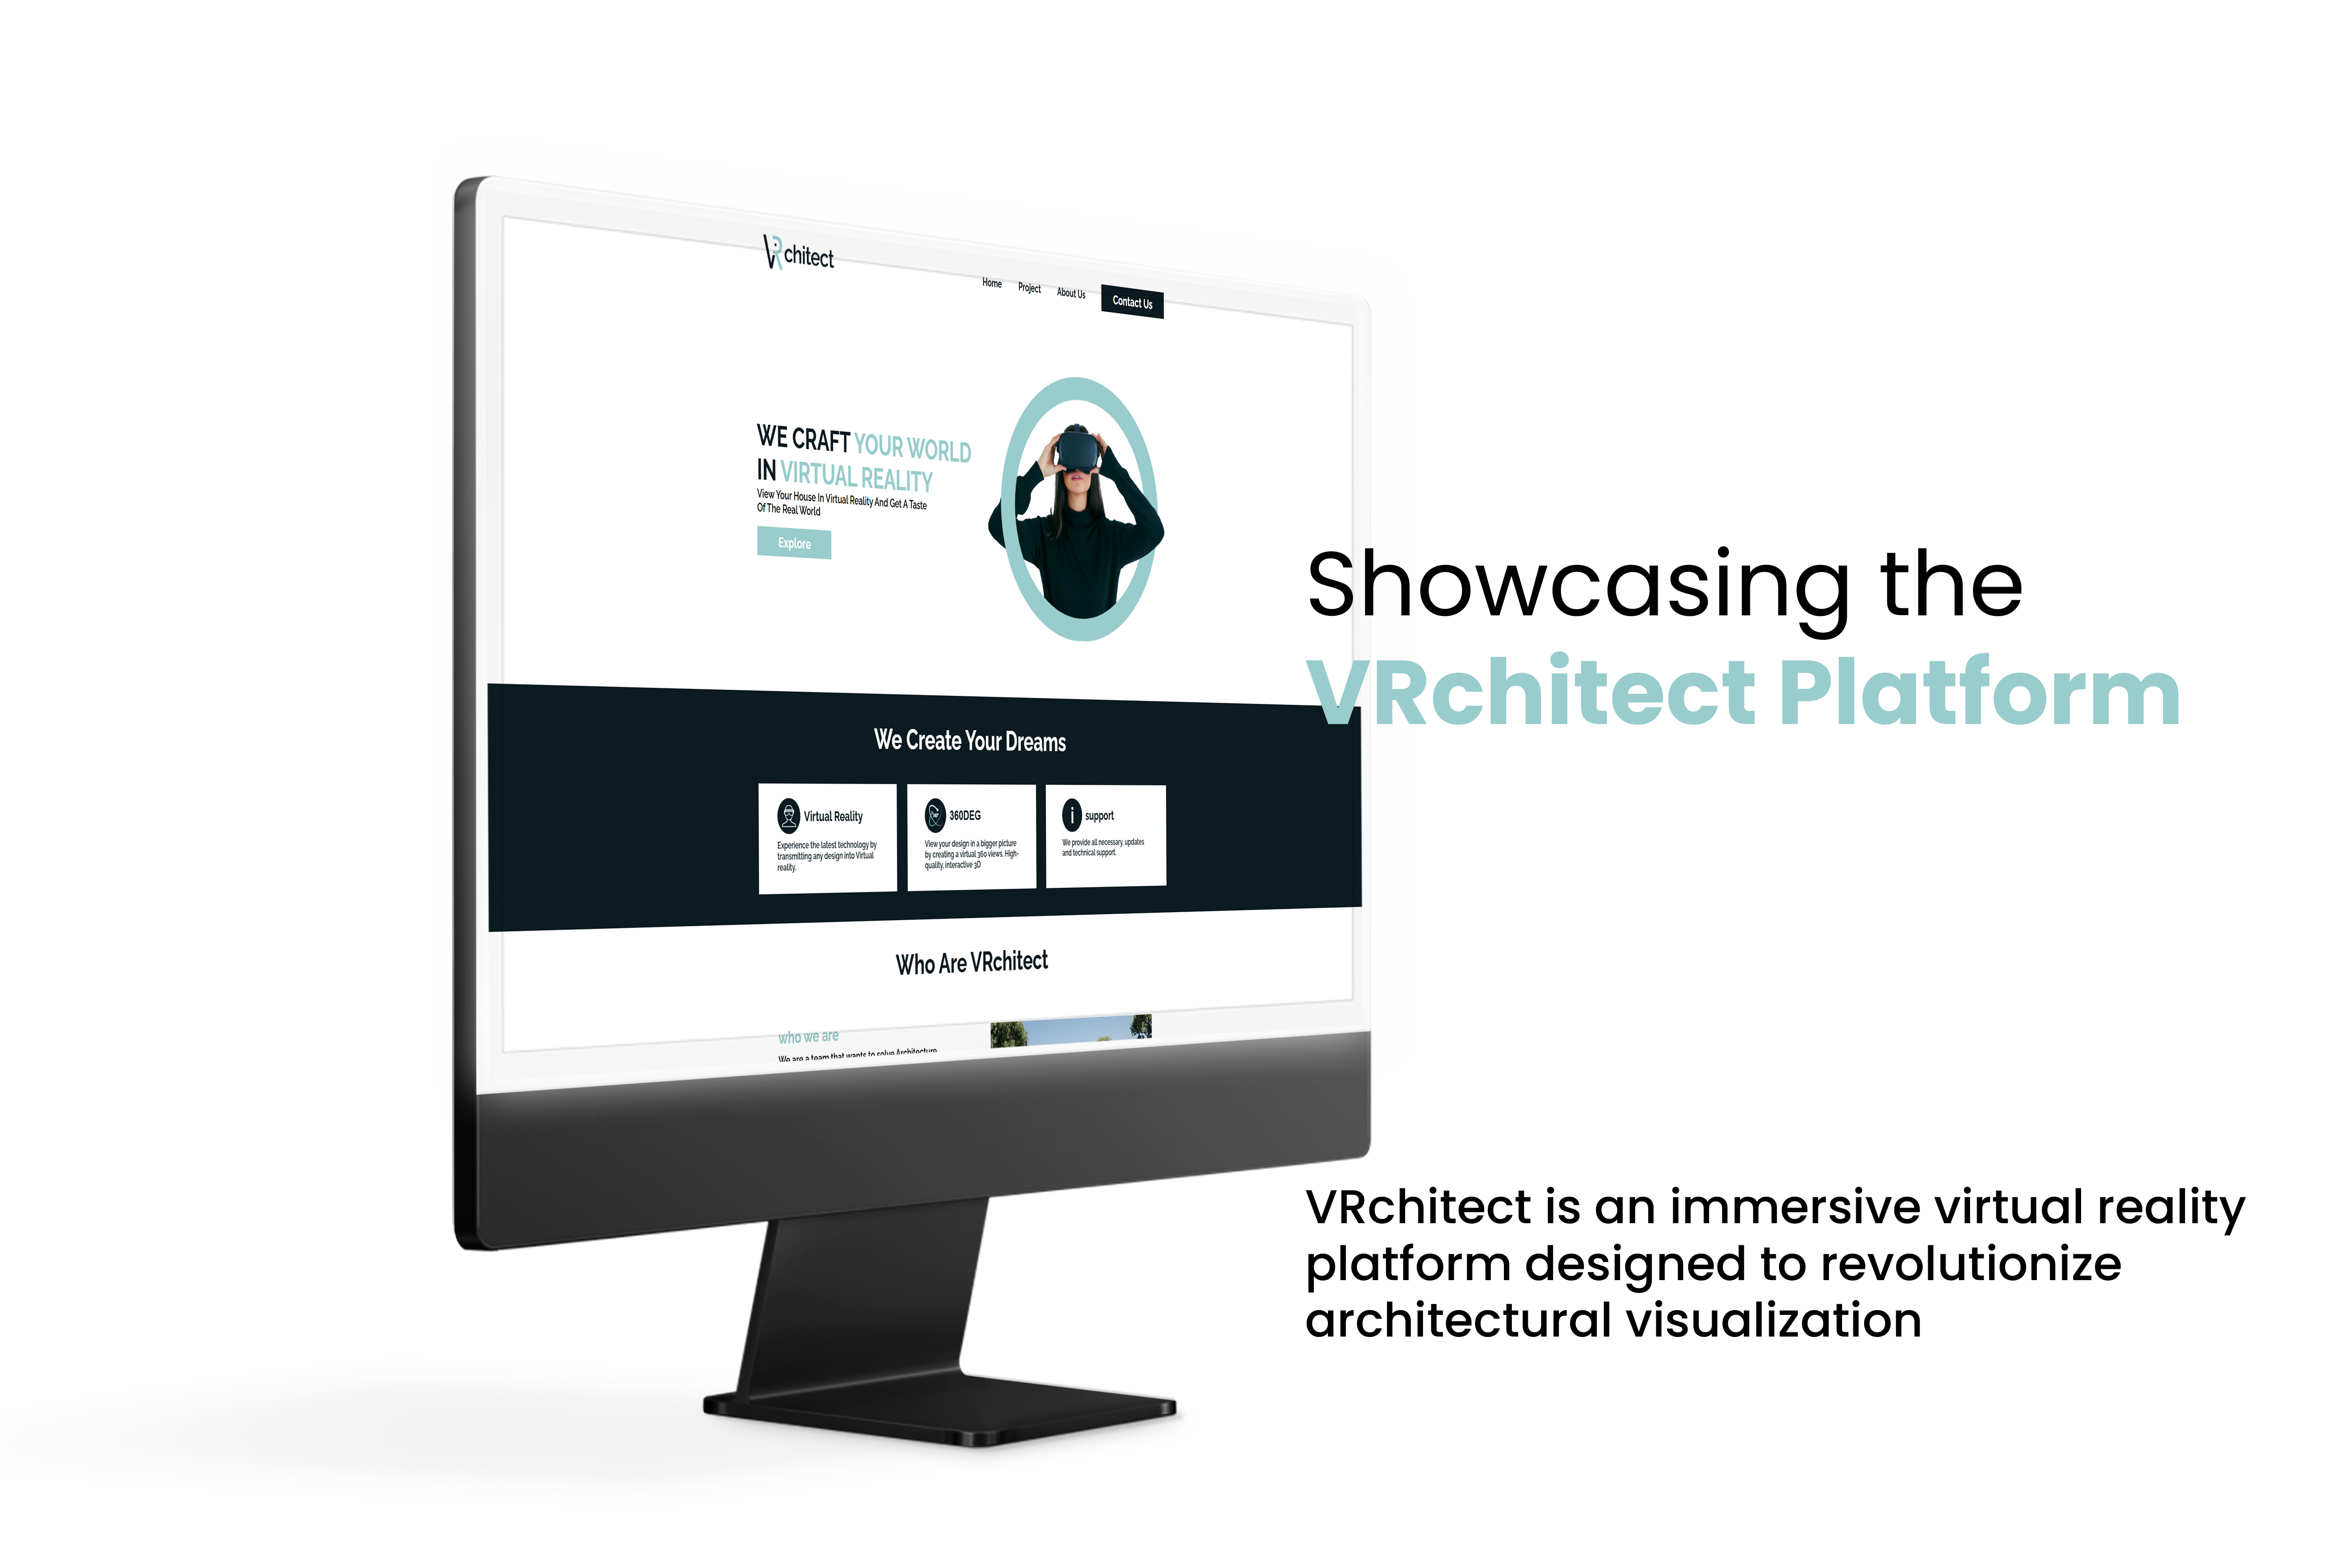 VRchitect
Home Project About Us Contact Us
WE CRAFT YOUR WORLD
IN VIRTUAL REALITY
View Your House In Virtual Reality And Get A Taste
Of The Real World
Explore
Showcasing the
VRchitect Platform
We Create Your Dreams
Virtual Reality
Experience the latest technology by
transmitting any design into Virtual
reality.
360DEG
View your design in a bigger picture
by creating a virtual 360 views, High-
quality, interactive 3D
i support
We provide all necessary, updates
and technical support.
Who Are VRchitect
who we are
We are a team that wants to solve Architecture
VRchitect is an immersive virtual reality
platform designed to revolutionize
architectural visualization